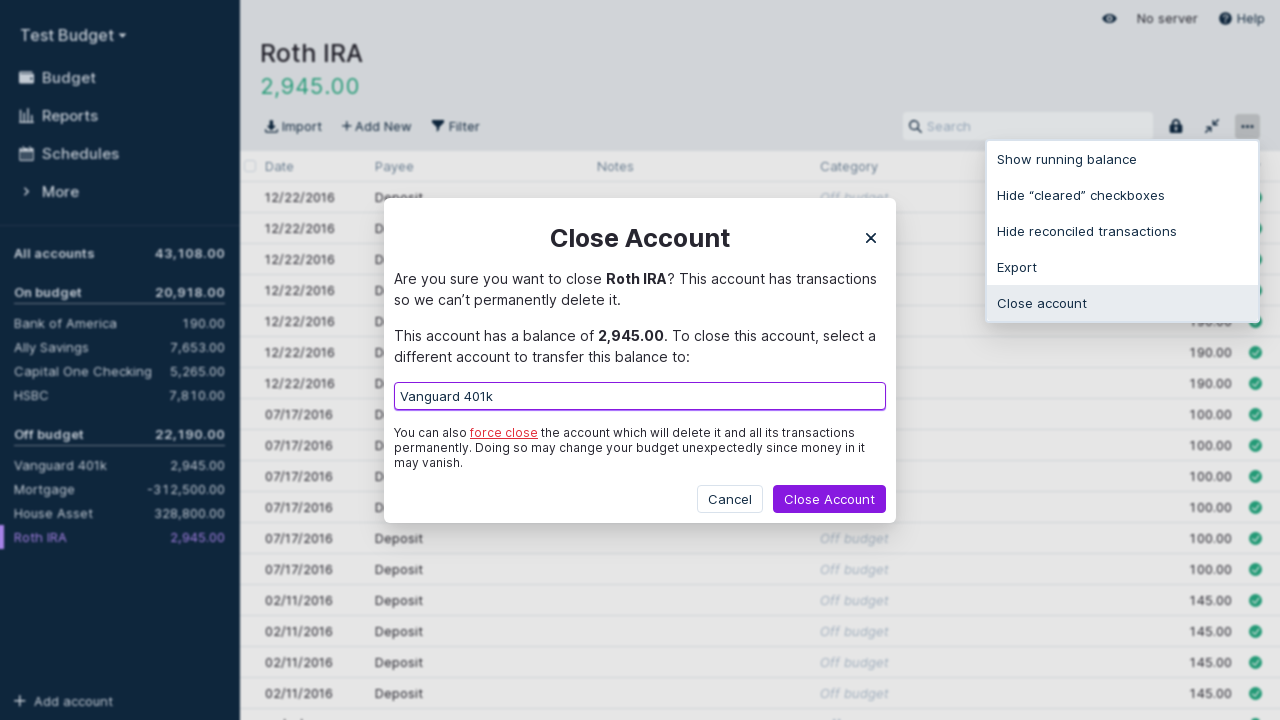 Test Budget
Budget
Reports
Schedules
More
All accounts 43,108.00
On budget 20,918.00
Bank of America 190.00
Ally Savings 7,653.00
Capital One Checking 5,265.00
HSBC 7,810.00
Off budget 22,190.00
Vanguard 401k 2,945.00
Mortgage -312,500.00
House Asset 328,800.00
Roth IRA 2,945.00
Add account
No server Help
Roth IRA
2,945.00
Import Add New Filter Search
Date Payee Notes Category
12/22/2016 Deposit Off budget
12/22/2016
12/22/2016
12/22/2016
12/22/2016 190.00
12/22/2016 190.00
12/22/2016 190.00
07/17/2016 100.00
07/17/2016 100.00
07/17/2016 100.00
07/17/2016 100.00
07/17/2016 Deposit Off budget 100.00
07/17/2016 Deposit Off budget 100.00
02/11/2016 Deposit Off budget 145.00
02/11/2016 Deposit Off budget 145.00
02/11/2016 Deposit Off budget 145.00
02/11/2016 Deposit Off budget 145.00
Show running balance
Hide “cleared” checkboxes
Hide reconciled transactions
Export
Close account
Close Account
Are you sure you want to close Roth IRA? This account has transactions
so we can’t permanently delete it.
This account has a balance of 2,945.00. To close this account, select a
different account to transfer this balance to:
Vanguard 401k
You can also force close the account which will delete it and all its transactions
permanently. Doing so may change your budget unexpectedly since money in it
may vanish.
Cancel Close Account